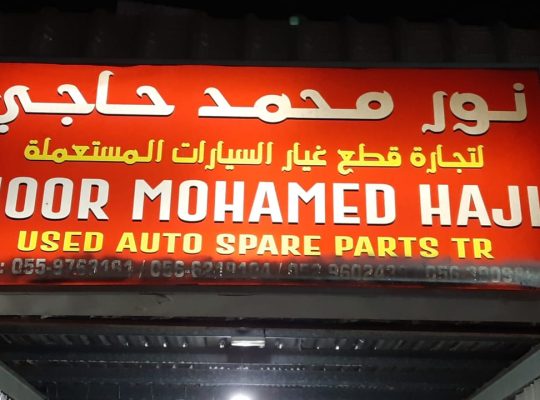 نور محمد حاجي
لتجارة قطع غيار السيارات المستعملة
NOOR MOHAMED HAJI
USED AUTO SPARE PARTS TR